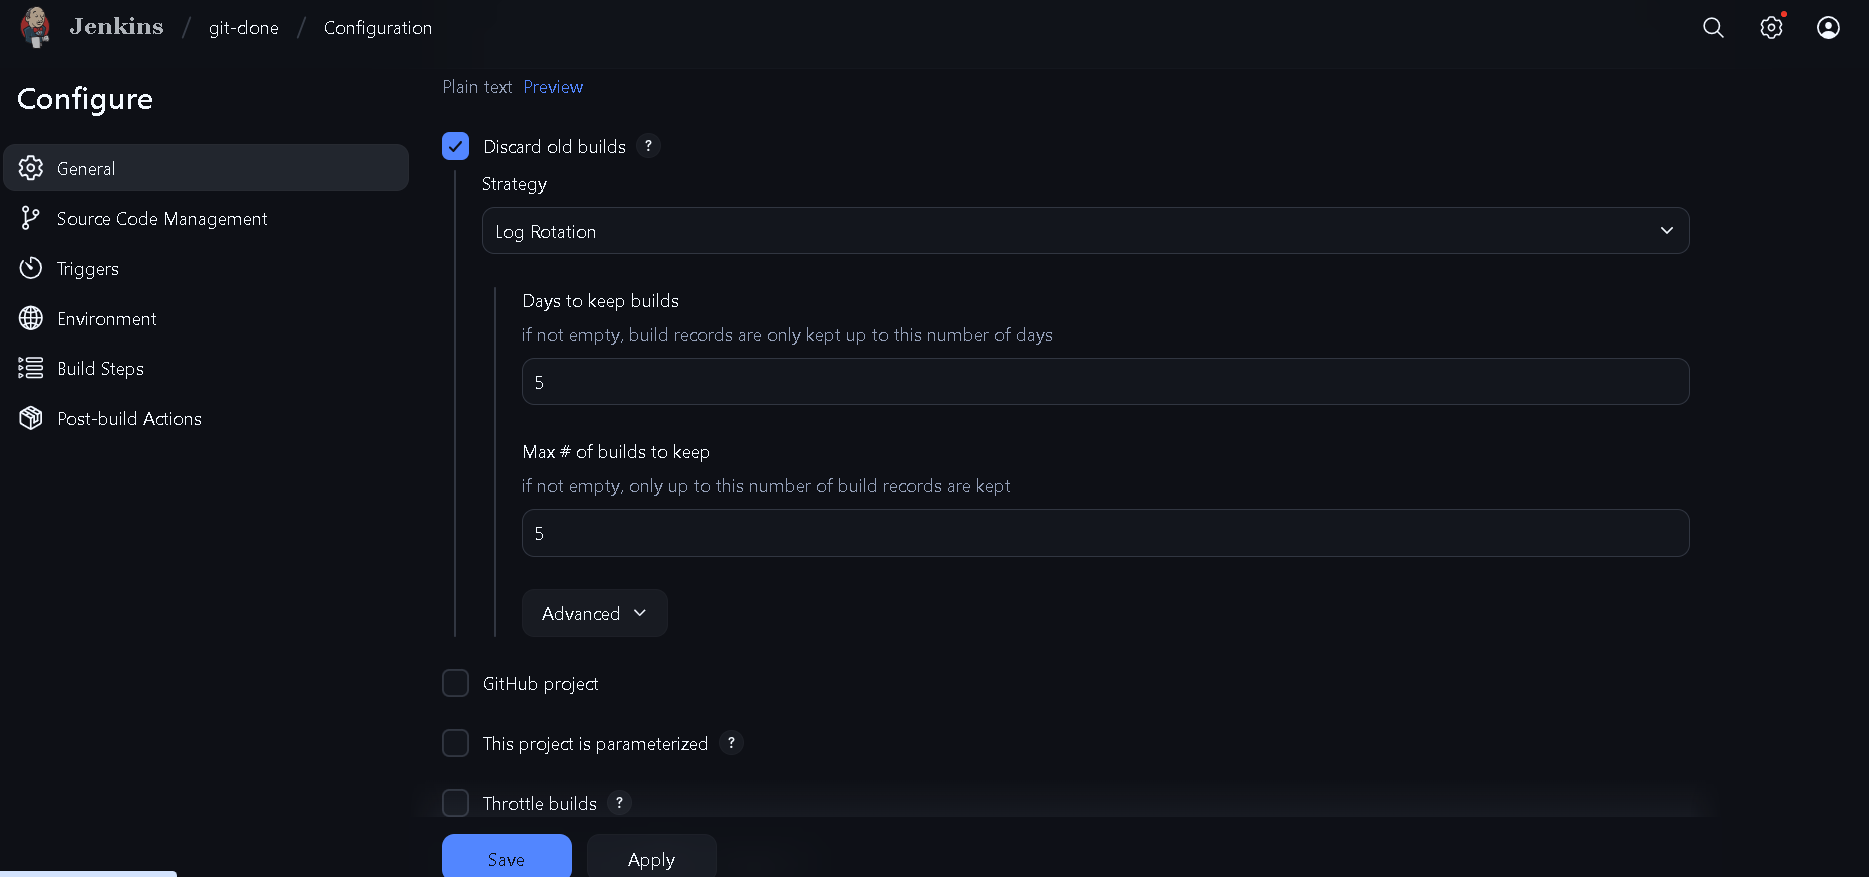 Jenkins / git-clone / Configuration
Configure
General
Source Code Management
Triggers
Environment
Build Steps
Post-build Actions
Plain text Preview
Discard old builds ?
Strategy
Log Rotation
Days to keep builds
if not empty, build records are only kept up to this number of days
5
Max # of builds to keep
if not empty, only up to this number of build records are kept
5
Advanced
GitHub project
This project is parameterized ?
Throttle builds ?
Save Apply